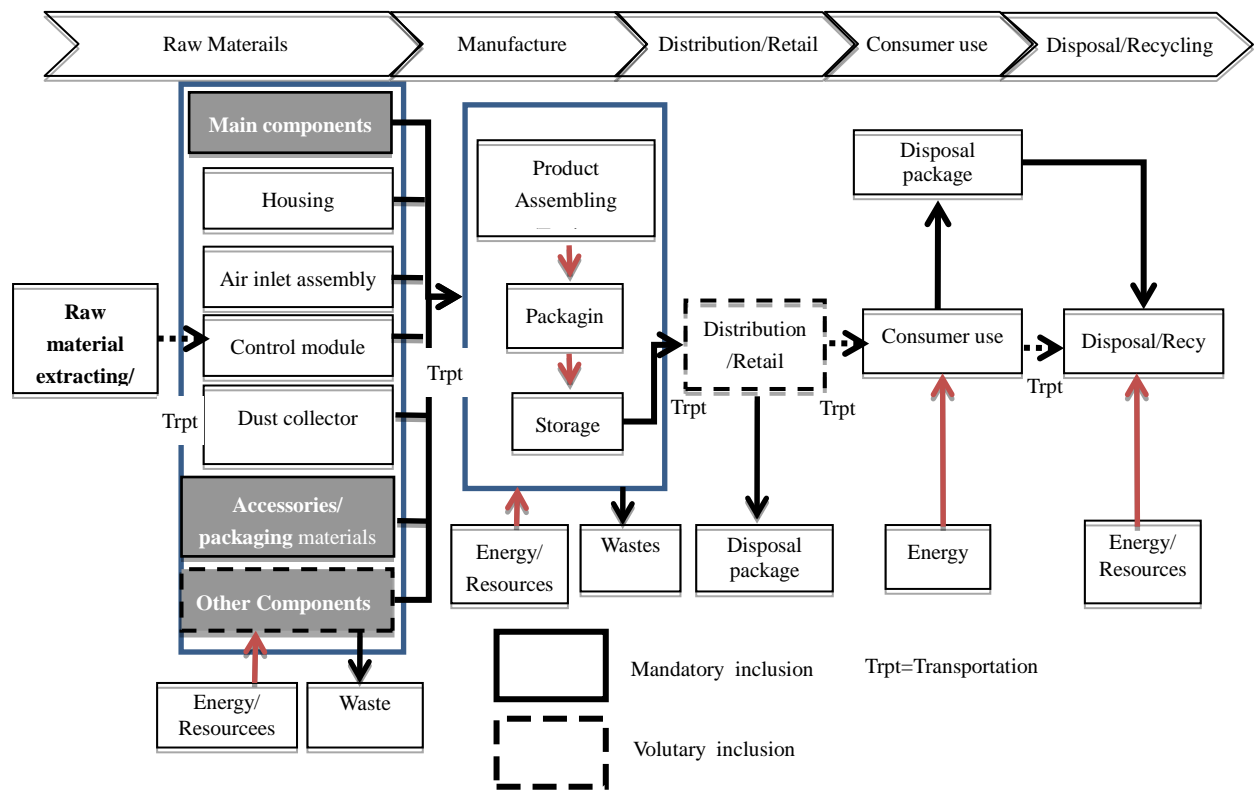 Raw Materails
Manufacture
Distribution/Retail
Consumer use
Disposal/Recycling
Main components
Housing
Air inlet assembly
Control module
Dust collector
Accessories/
packaging materials
Other Components
Raw
material
extracting/
Trpt
Trpt
Energy/
Resourcees
Waste
Product
Assembling
Packagin
Storage
Energy/
Resources
Wastes
Distribution
/Retail
Trpt
Trpt
Disposal
package
Disposal
package
Consumer use
Trpt
Energy
Disposal/Recy
Energy/
Resources
Mandatory inclusion
Trpt=Transportation
Volutary inclusion